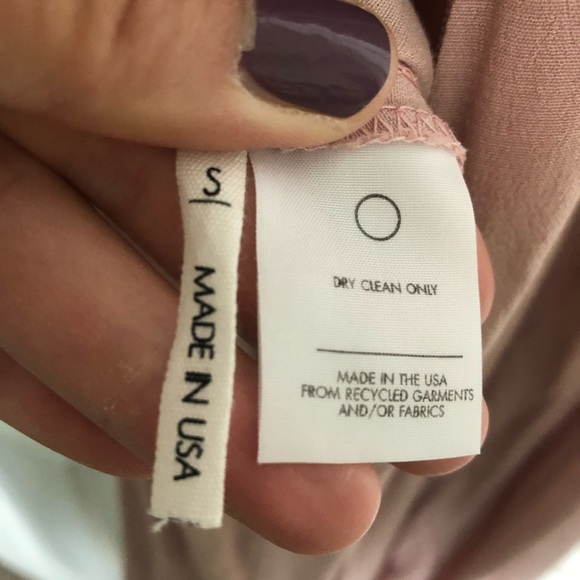 S
MADE IN USA
DRY CLEAN ONLY
MADE IN THE USA
FROM RECYCLED GARMENTS
AND/OR FABRICS